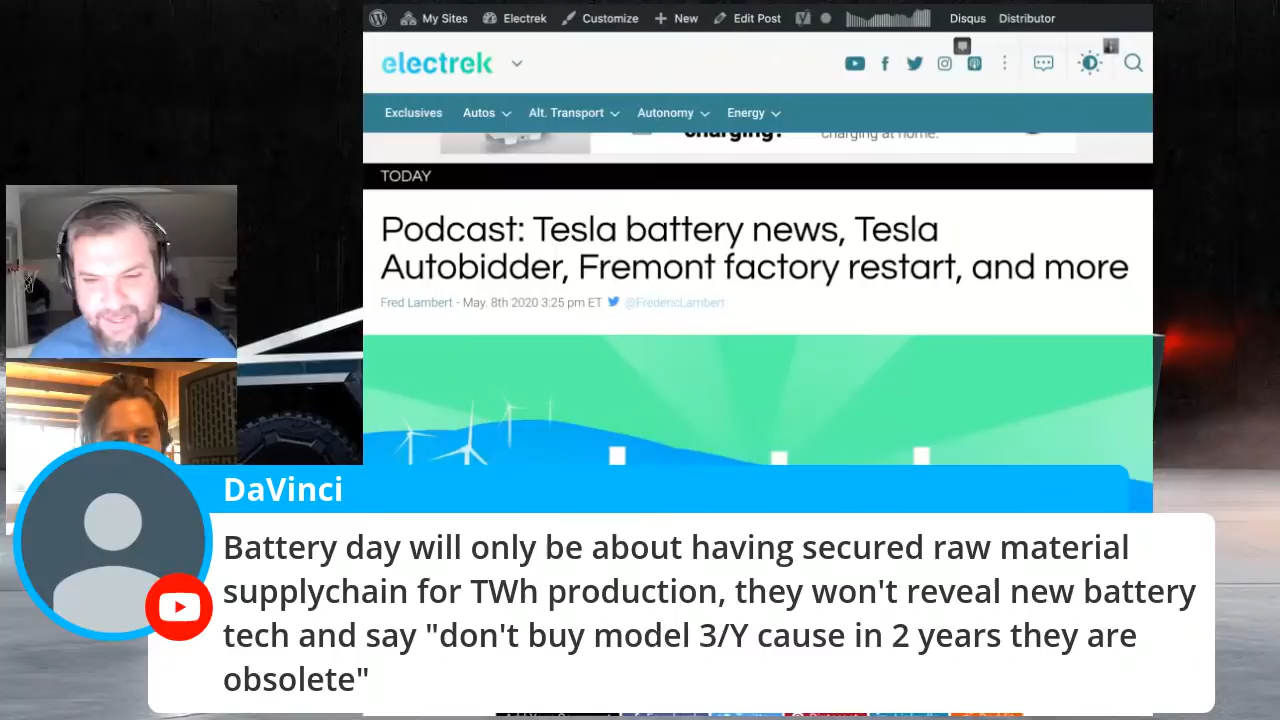 My Sites Electrek Customize New Edit Post Disqus Distributor
electrek
Exclusives Autos Alt. Transport Autonomy Energy
charging? charging at home.
TODAY
Podcast: Tesla battery news, Tesla
Autobidder, Fremont factory restart, and more
Fred Lambert - May. 8th 2020 3:25 pm ET @FredericLambert
DaVinci
Battery day will only be about having secured raw material
supplychain for TWh production, they won't reveal new battery
tech and say "don't buy model 3/Y cause in 2 years they are
obsolete"